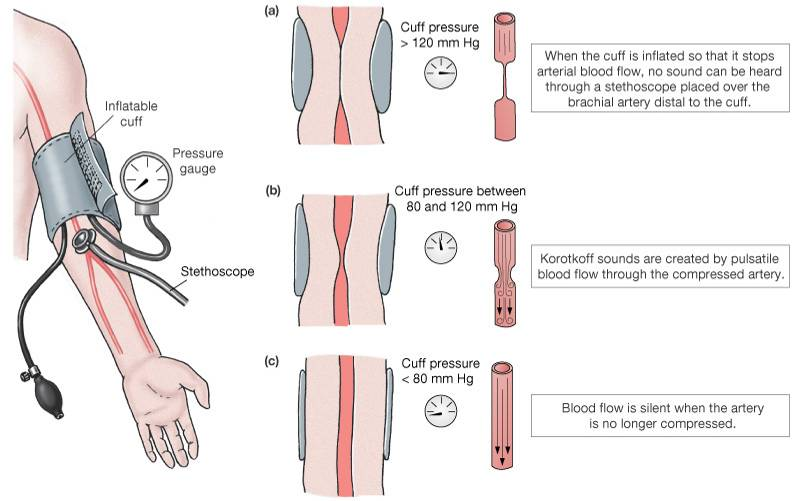 Inflatable
cuff
Pressure
gauge
Stethoscope
(a)
Cuff pressure
> 120 mm Hg
When the cuff is inflated so that it stops
arterial blood flow, no sound can be heard
through a stethoscope placed over the
brachial artery distal to the cuff.
(b)
Cuff pressure between
80 and 120 mm Hg
Korotkoff sounds are created by pulsatile
blood flow through the compressed artery.
(c)
Cuff pressure
< 80 mm Hg
Blood flow is silent when the artery
is no longer compressed.